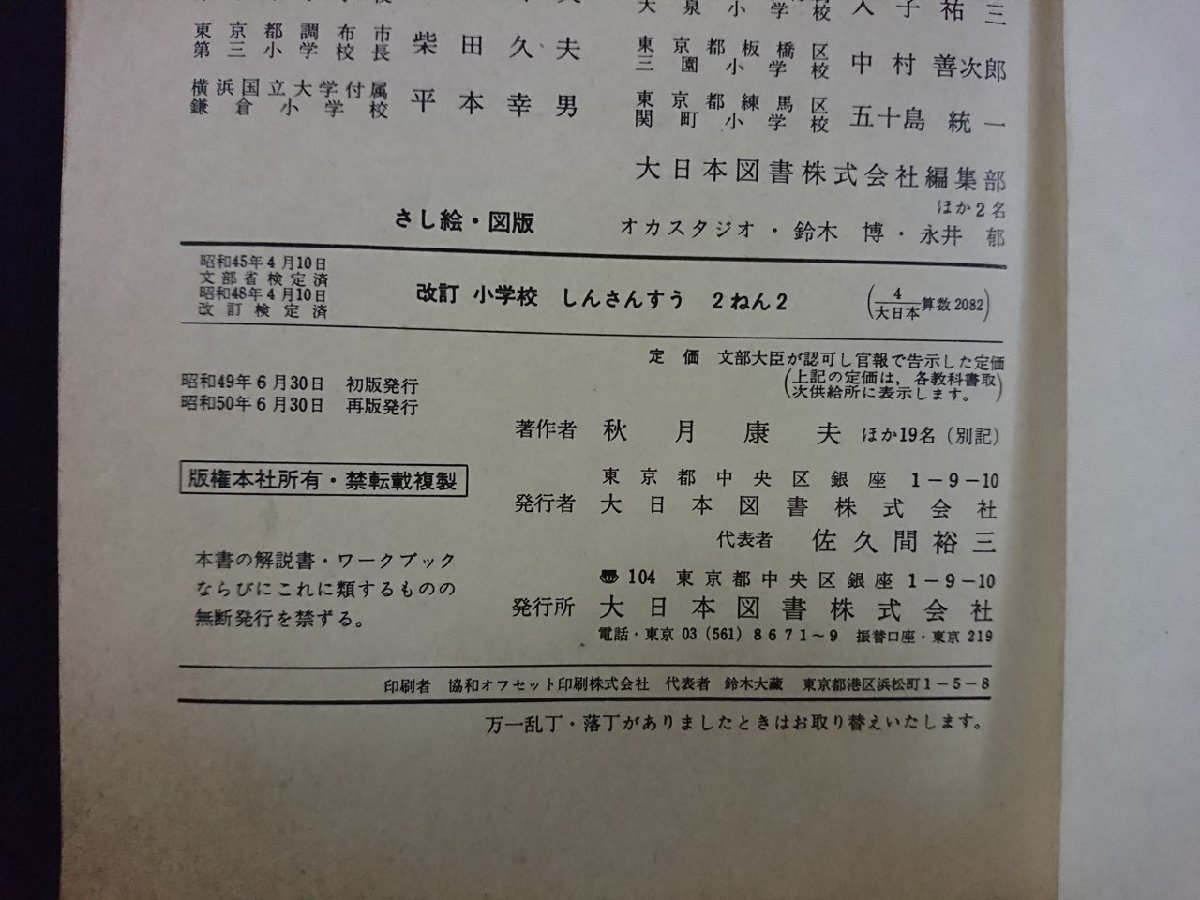 東京都調布市
第三小学校長 柴田久夫
横浜国立大学付属
鎌倉小学校 平本幸男
大泉小学校 入子祐三
東京都板橋区
三園小学校 中村善次郎
東京都練馬区
関町小学校 五十島統一
大日本図書株式会社編集部
ほか2名
さし絵・図版 オカスタジオ・鈴木 博・永井 郁
昭和45年4月10日
文部省検定済
昭和48年4月10日
改訂検定済
改訂 小学校 しんさんすう 2ねん2
(4/大日本 算数2082)
定価 文部大臣が認可し官報で告示した定価
(上記の定価は、各教科書取
次供給所に表示します。)
昭和49年6月30日 初版発行
昭和50年6月30日 再版発行
著作者 秋月康夫 ほか19名(別記)
版権本社所有・禁転載複製
東京都中央区銀座1-9-10
発行者 大日本図書株式会社
代表者 佐久間裕三
本書の解説書・ワークブック
ならびにこれに類するものの
無断発行を禁ずる。
104 東京都中央区銀座1-9-10
発行所 大日本図書株式会社
電話・東京 03(561)8671~9 振替口座・東京219
印刷者 協和オフセット印刷株式会社 代表者 鈴木大蔵 東京都港区浜松町1-5-8
万一乱丁・落丁がありましたときはお取り替えいたします。